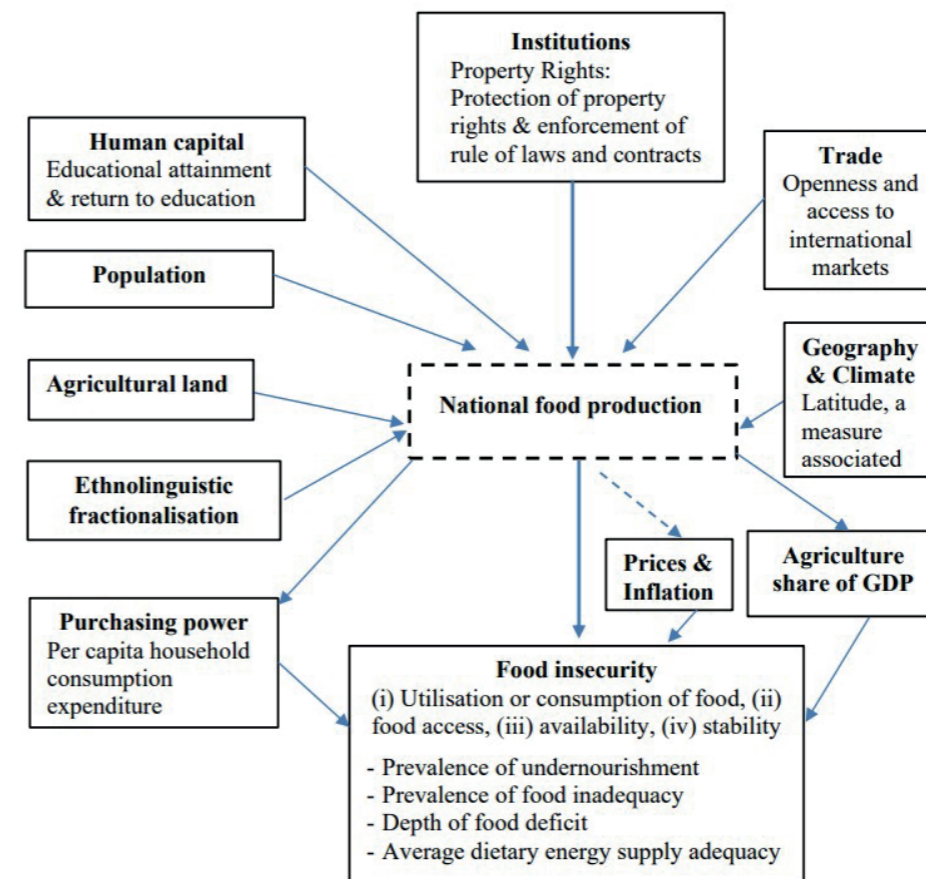 Institutions
Property Rights:
Protection of property
rights & enforcement of
rule of laws and contracts
Human capital
Educational attainment
& return to education
Trade
Openness and
access to
international
markets
Population
Geography
& Climate
Latitude, a
measure
associated
Agricultural land
National food production
Ethnolinguistic
fractionalisation
Prices &
Inflation
Agriculture
share of GDP
Purchasing power
Per capita household
consumption
expenditure
Food insecurity
(i) Utilisation or consumption of food, (ii)
food access, (iii) availability, (iv) stability
- Prevalence of undernourishment
- Prevalence of food inadequacy
- Depth of food deficit
- Average dietary energy supply adequacy